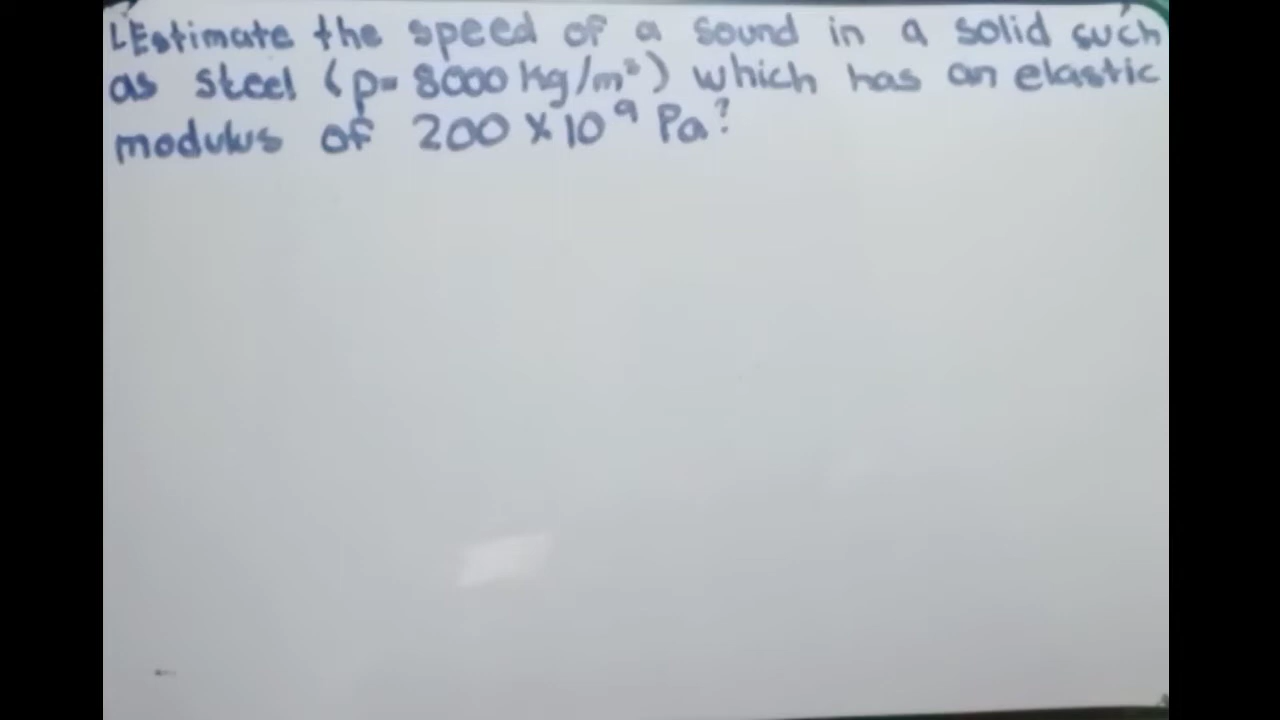 1. Estimate the speed of a sound in a solid such
as steel (ρ= 8000 kg/m³) which has an elastic
modulus of 200 × 10⁹ Pa?